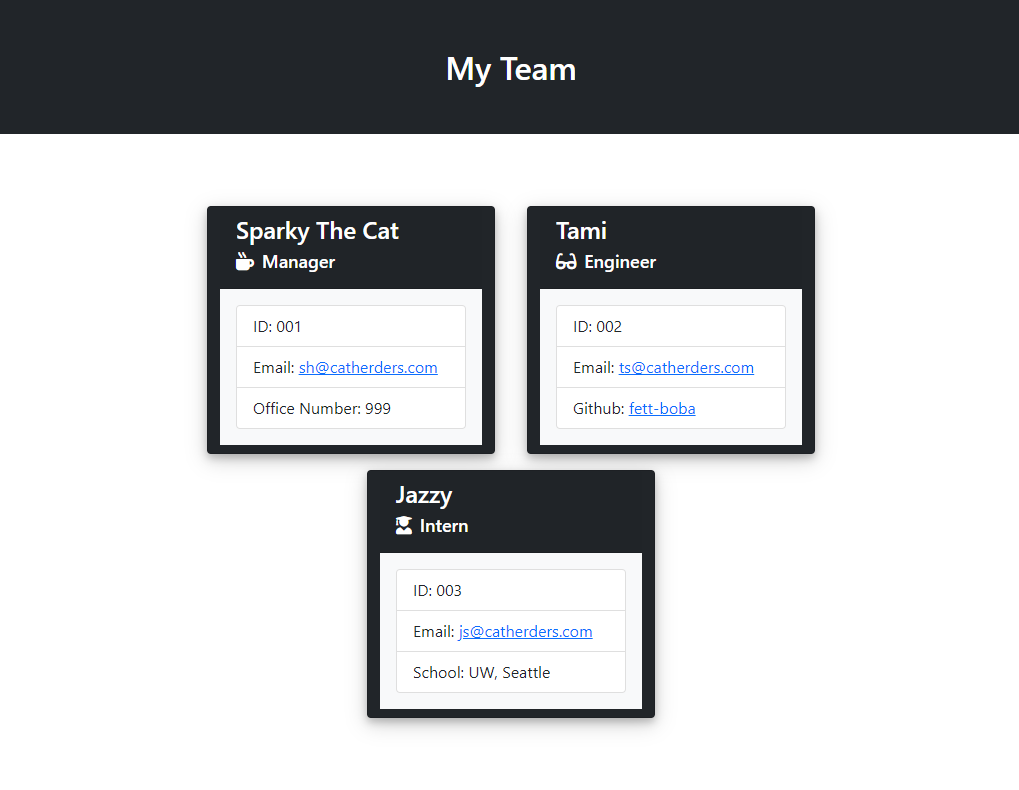 My Team
Sparky The Cat
Manager
ID: 001
Email: sh@catherders.com
Office Number: 999
Tami
Engineer
ID: 002
Email: ts@catherders.com
Github: fett-boba
Jazzy
Intern
ID: 003
Email: js@catherders.com
School: UW, Seattle